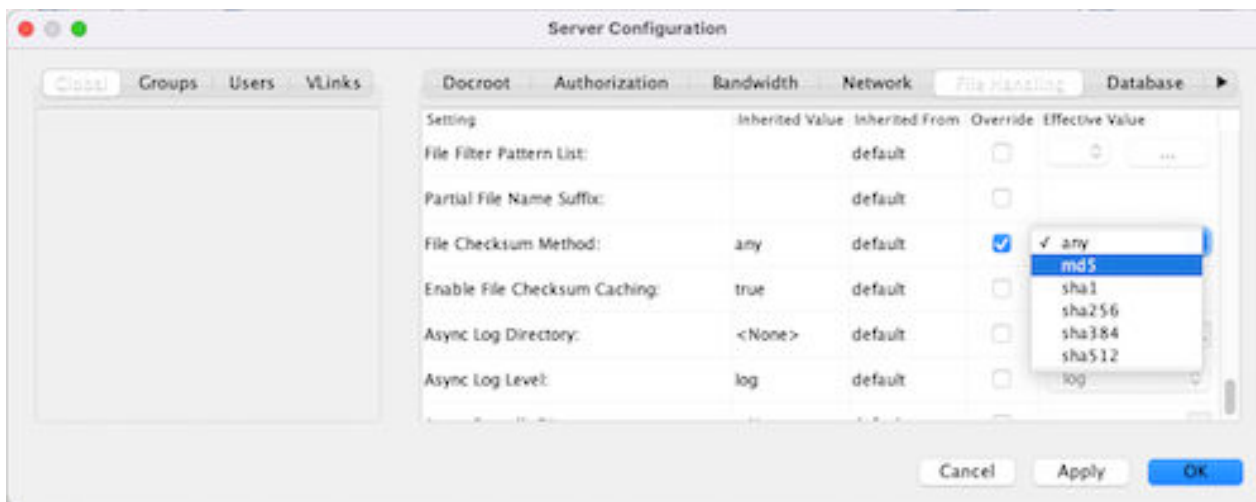 Server Configuration
Global Groups Users VLinks Docroot Authorization Bandwidth Network File Handling Database
Setting Inherited Value Inherited From Override Effective Value
File Filter Pattern List: default ...
Partial File Name Suffix: default
File Checksum Method: any default any
md5
Enable File Checksum Caching: true default sha1
sha256
Async Log Directory: <None> default sha384
sha512
Async Log Level: log default log
Cancel Apply OK